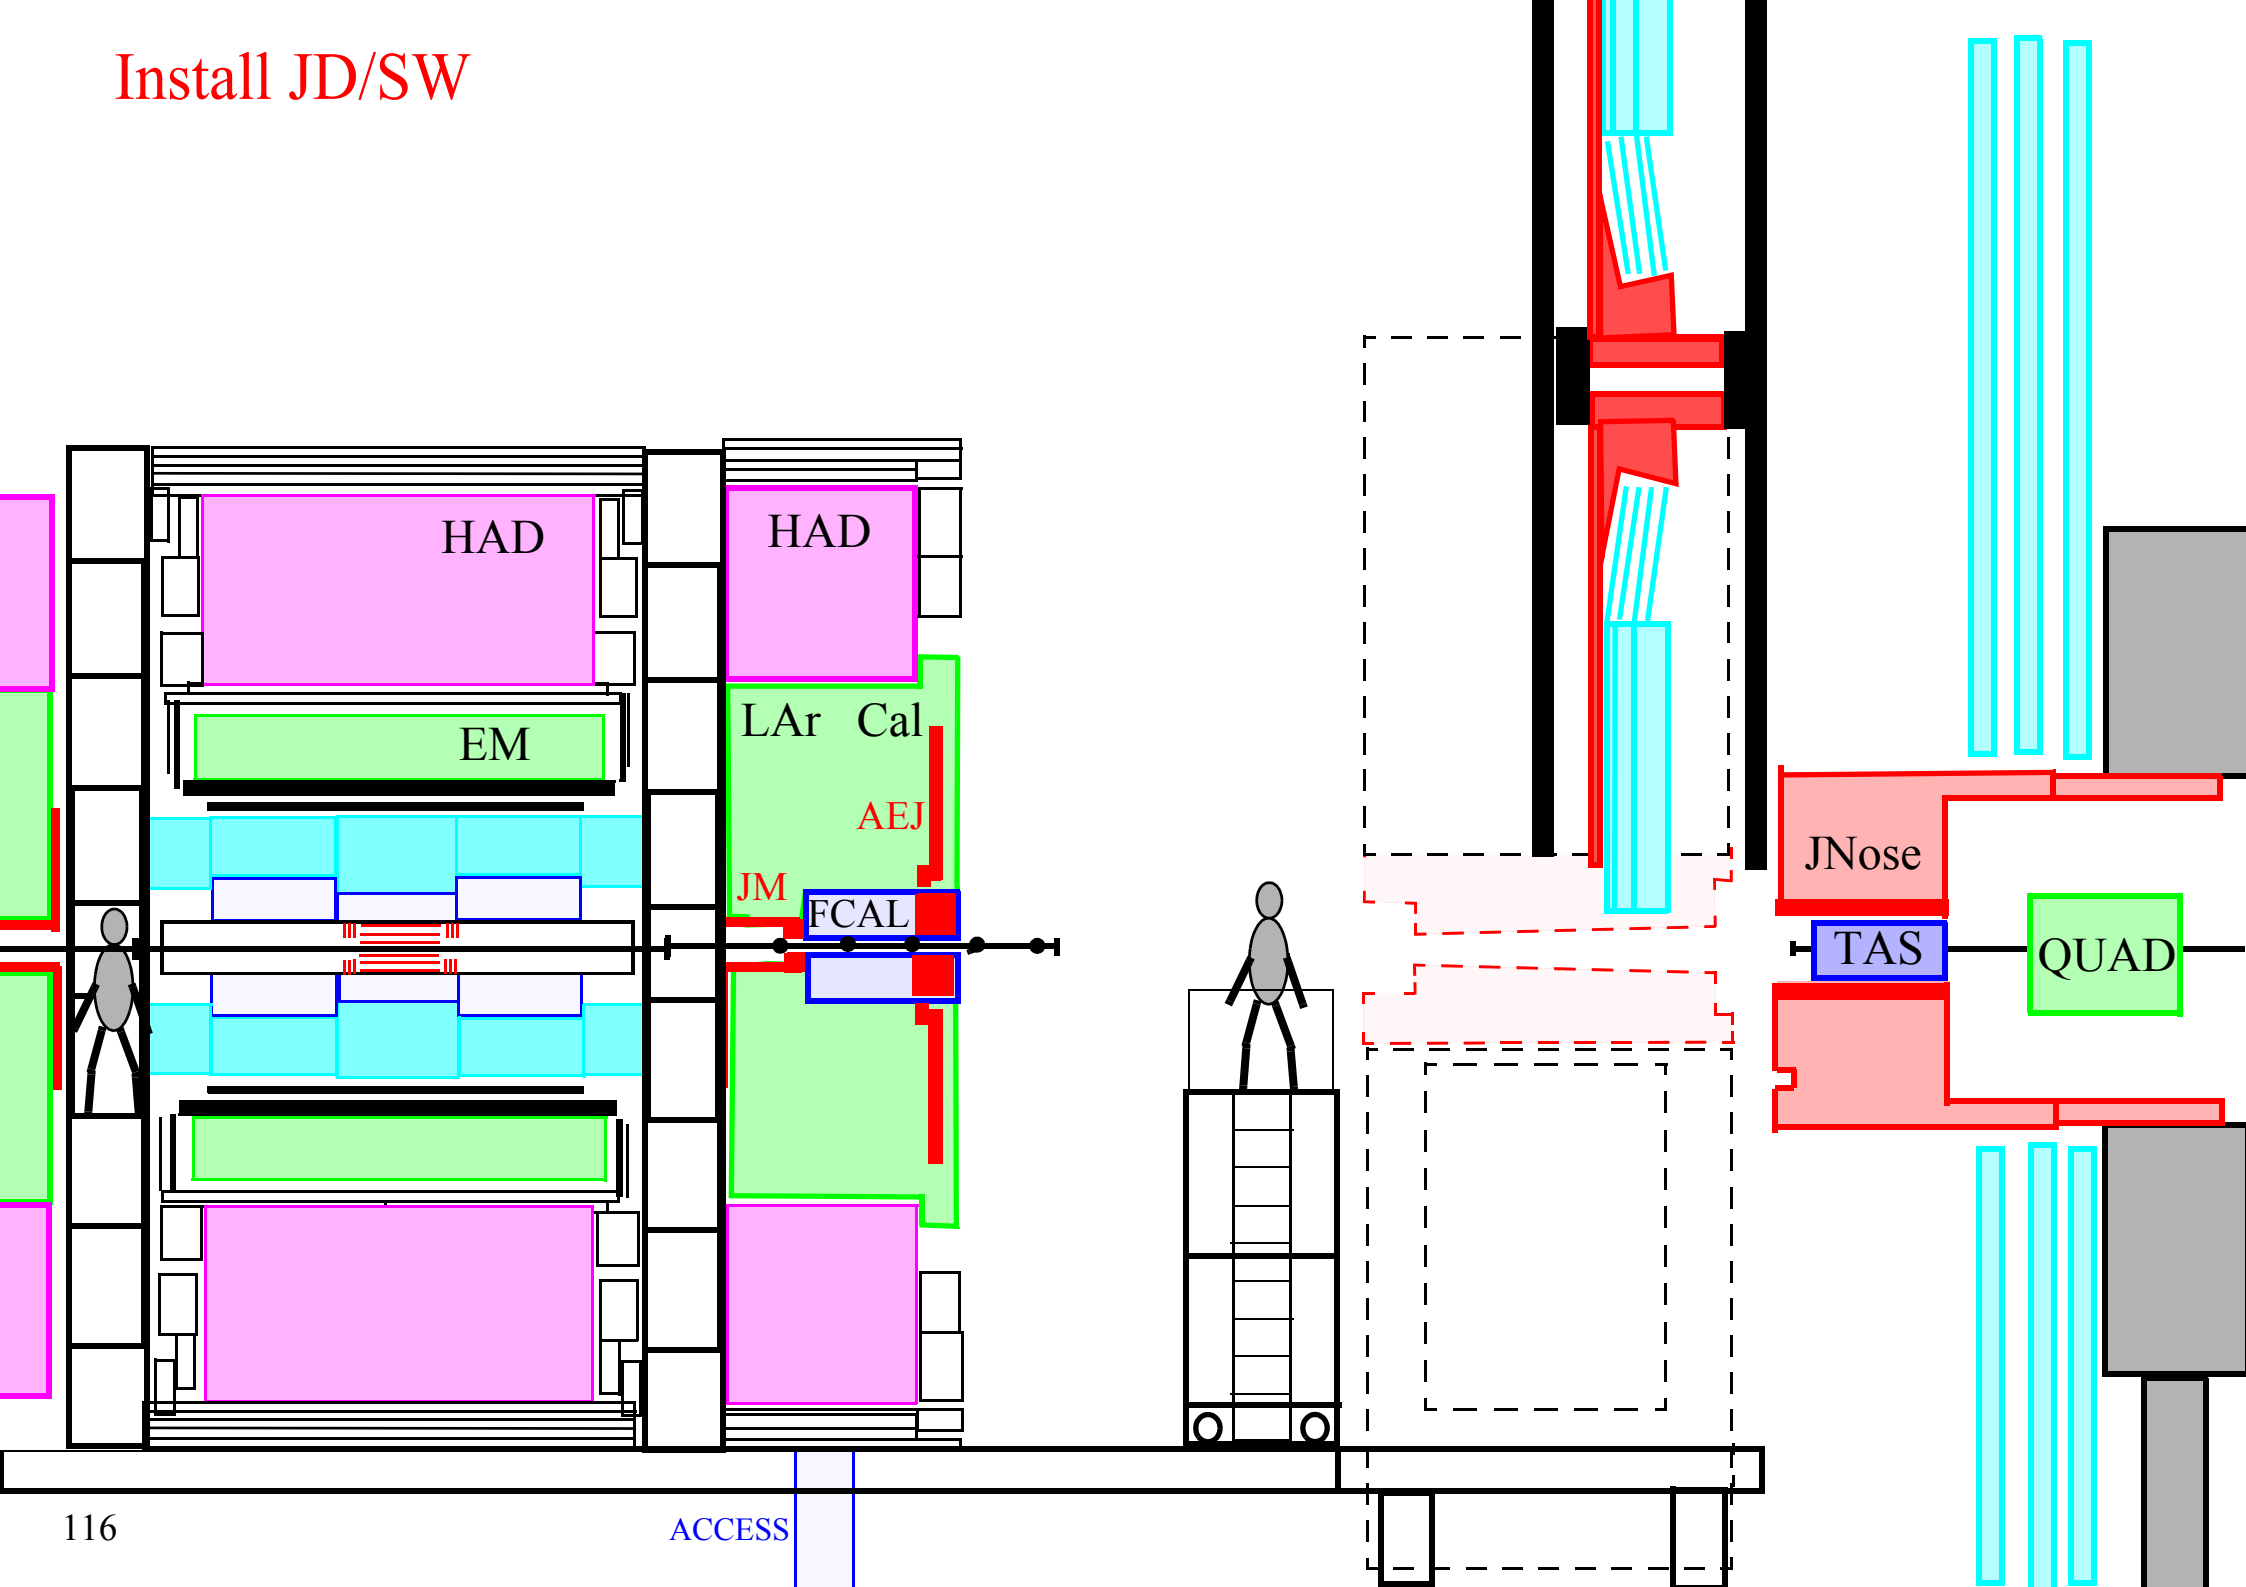 Install JD/SW
HAD
HAD
LAr Cal
EM
AEJ
JM
FCAL
JNose
TAS
QUAD
116
ACCESS